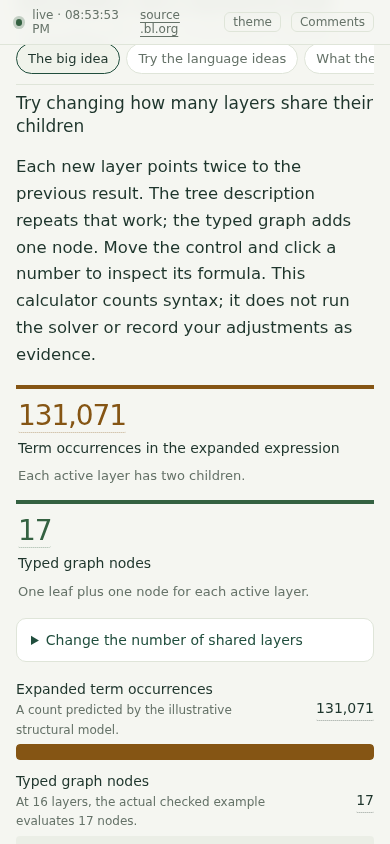 live · 08:53:53 PM
source.bl.org
theme
Comments
The big idea
Try the language ideas
What the
Try changing how many layers share their
children
Each new layer points twice to the
previous result. The tree description
repeats that work; the typed graph adds
one node. Move the control and click a
number to inspect its formula. This
calculator counts syntax; it does not run
the solver or record your adjustments as
evidence.
131,071
Term occurrences in the expanded expression
Each active layer has two children.
17
Typed graph nodes
One leaf plus one node for each active layer.
▶ Change the number of shared layers
Expanded term occurrences
A count predicted by the illustrative
structural model.
131,071
Typed graph nodes
At 16 layers, the actual checked example
evaluates 17 nodes.
17